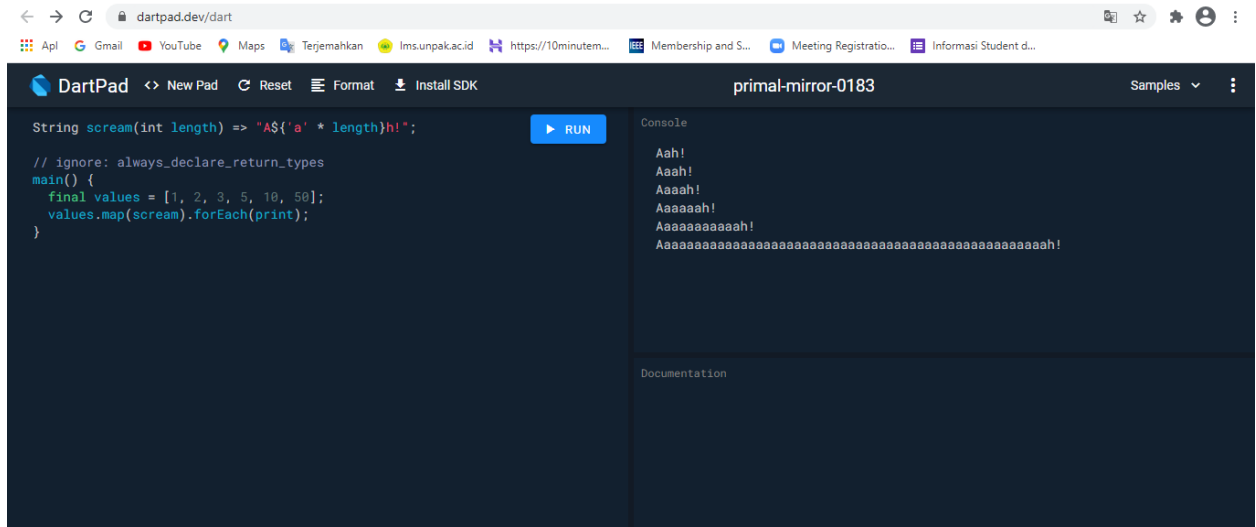 dartpad.dev/dart
Apl Gmail YouTube Maps Terjemahkan lms.unpak.ac.id https://10minutem... IEEE Membership and S... Meeting Registratio... Informasi Student d...
DartPad <> New Pad Reset Format Install SDK primal-mirror-0183 Samples
String scream(int length) => "A${'a' * length}h!";
RUN
// ignore: always_declare_return_types
main() {
  final values = [1, 2, 3, 5, 10, 50];
  values.map(scream).forEach(print);
}
Console
Aah!
Aaah!
Aaaah!
Aaaaaah!
Aaaaaaaaaaah!
Aaaaaaaaaaaaaaaaaaaaaaaaaaaaaaaaaaaaaaaaaaaaaaaaaaah!
Documentation